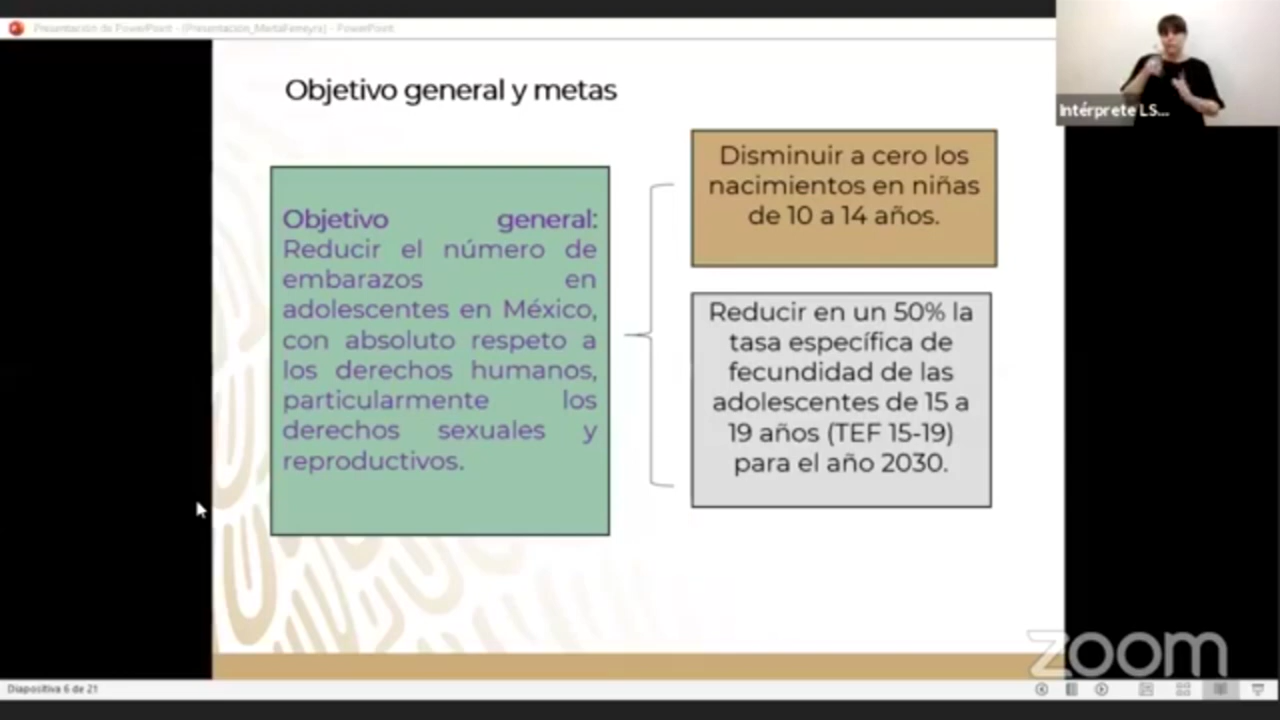 Presentación de PowerPoint - [Presentación_MartaFerreyra] - PowerPoint
Intérprete LS...
Objetivo general y metas
Objetivo general:
Reducir el número de
embarazos en
adolescentes en México,
con absoluto respeto a
los derechos humanos,
particularmente los
derechos sexuales y
reproductivos.
Disminuir a cero los
nacimientos en niñas
de 10 a 14 años.
Reducir en un 50% la
tasa específica de
fecundidad de las
adolescentes de 15 a
19 años (TEF 15-19)
para el año 2030.
zoom
Diapositiva 6 de 21